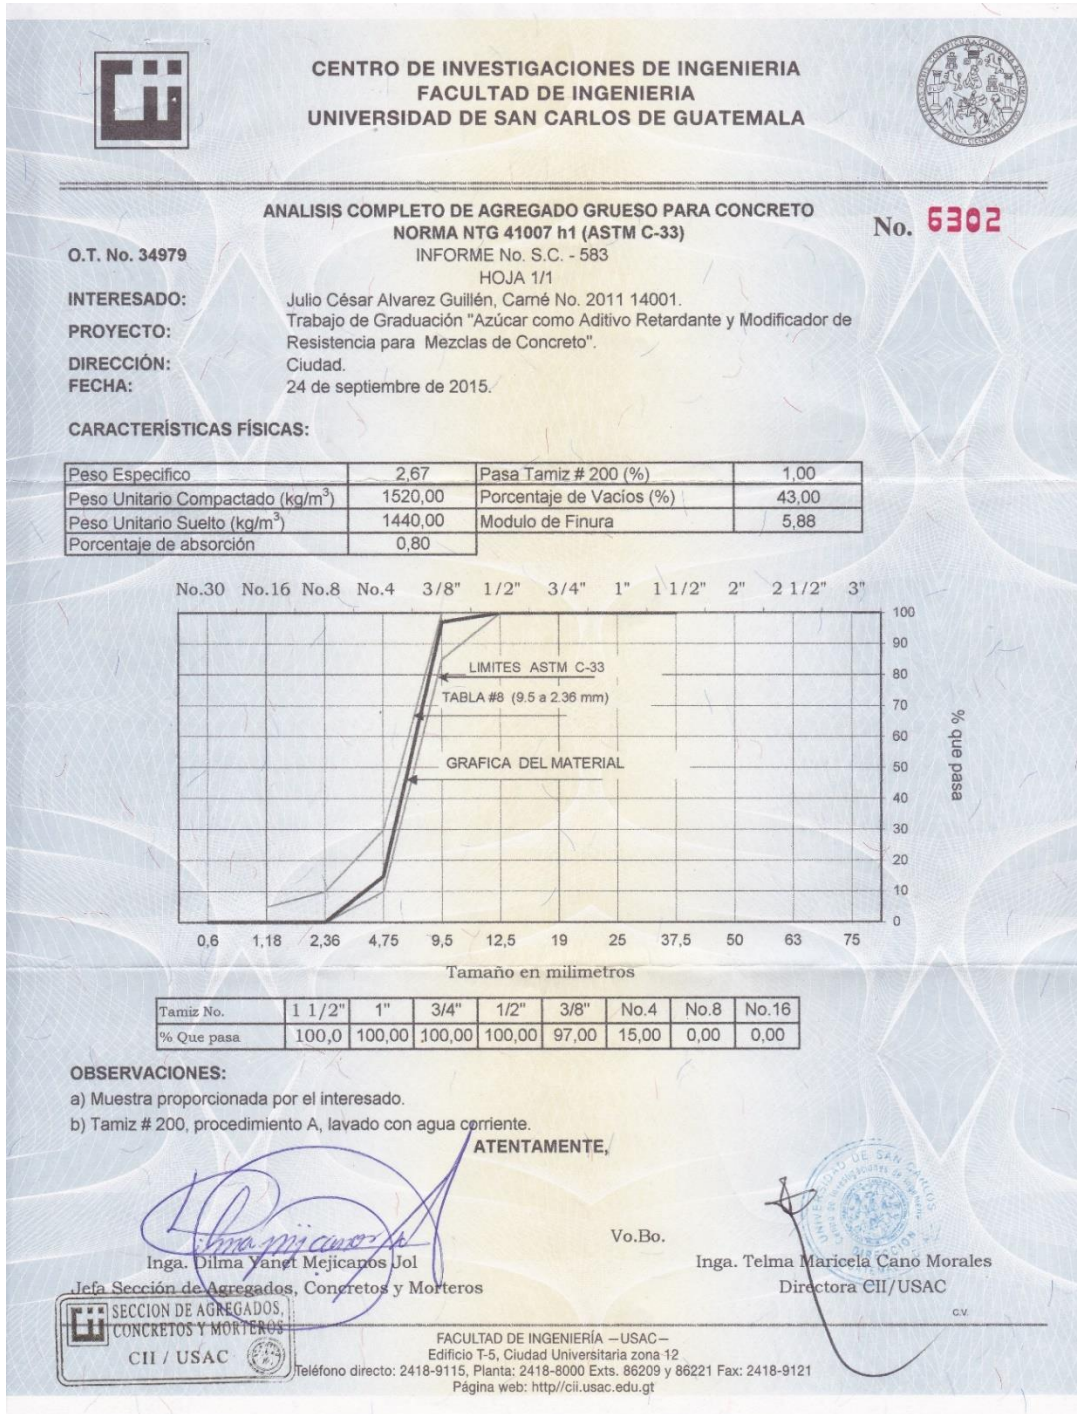 CENTRO DE INVESTIGACIONES DE INGENIERIA
FACULTAD DE INGENIERIA
UNIVERSIDAD DE SAN CARLOS DE GUATEMALA
ANALISIS COMPLETO DE AGREGADO GRUESO PARA CONCRETO
NORMA NTG 41007 h1 (ASTM C-33)
No. 6302
O.T. No. 34979
INFORME No. S.C. - 583
HOJA 1/1
INTERESADO: Julio César Alvarez Guillén, Carné No. 2011 14001.
PROYECTO: Trabajo de Graduación "Azúcar como Aditivo Retardante y Modificador de
Resistencia para Mezclas de Concreto".
DIRECCIÓN: Ciudad.
FECHA: 24 de septiembre de 2015.
CARACTERÍSTICAS FÍSICAS:
Peso Especifico 2,67 Pasa Tamiz # 200 (%) 1,00
Peso Unitario Compactado (kg/m³) 1520,00 Porcentaje de Vacíos (%) 43,00
Peso Unitario Suelto (kg/m³) 1440,00 Modulo de Finura 5,88
Porcentaje de absorción 0,80
No.30 No.16 No.8 No.4 3/8" 1/2" 3/4" 1" 1 1/2" 2" 2 1/2" 3"
100
90
80
70
60
50
40
30
20
10
0
% que pasa
LIMITES ASTM C-33
TABLA #8 (9.5 a 2.36 mm)
GRAFICA DEL MATERIAL
0,6 1,18 2,36 4,75 9,5 12,5 19 25 37,5 50 63 75
Tamaño en milimetros
Tamiz No. 1 1/2" 1" 3/4" 1/2" 3/8" No.4 No.8 No.16
% Que pasa 100,0 100,00 100,00 100,00 97,00 15,00 0,00 0,00
OBSERVACIONES:
a) Muestra proporcionada por el interesado.
b) Tamiz # 200, procedimiento A, lavado con agua corriente.
ATENTAMENTE,
Vo.Bo.
Inga. Dilma Yanet Mejicanos Jol
Jefa Sección de Agregados, Concretos y Morteros
Inga. Telma Maricela Cano Morales
Directora CII/USAC
c.v.
SECCION DE AGREGADOS,
CONCRETOS Y MORTEROS
CII / USAC
FACULTAD DE INGENIERÍA —USAC—
Edificio T-5, Ciudad Universitaria zona 12
Teléfono directo: 2418-9115, Planta: 2418-8000 Exts. 86209 y 86221 Fax: 2418-9121
Página web: http//cii.usac.edu.gt